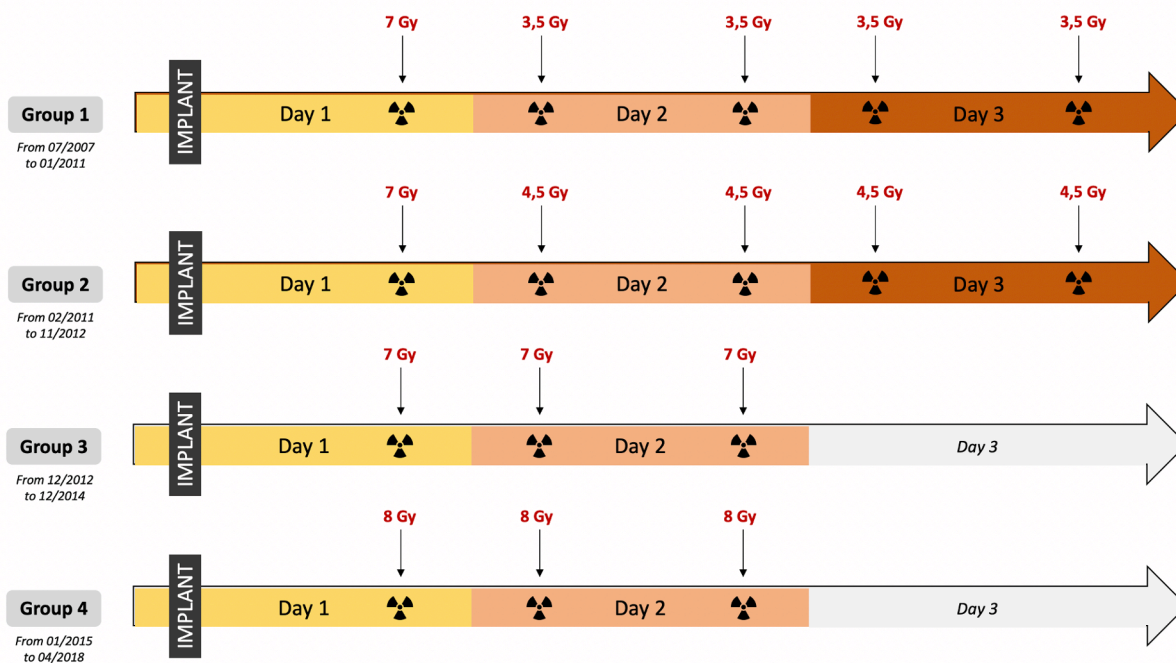 7 Gy 3,5 Gy 3,5 Gy 3,5 Gy 3,5 Gy
Group 1 IMPLANT Day 1 Day 2 Day 3
From 07/2007
to 01/2011
7 Gy 4,5 Gy 4,5 Gy 4,5 Gy 4,5 Gy
Group 2 IMPLANT Day 1 Day 2 Day 3
From 02/2011
to 11/2012
7 Gy 7 Gy 7 Gy
Group 3 IMPLANT Day 1 Day 2 Day 3
From 12/2012
to 12/2014
8 Gy 8 Gy 8 Gy
Group 4 IMPLANT Day 1 Day 2 Day 3
From 01/2015
to 04/2018